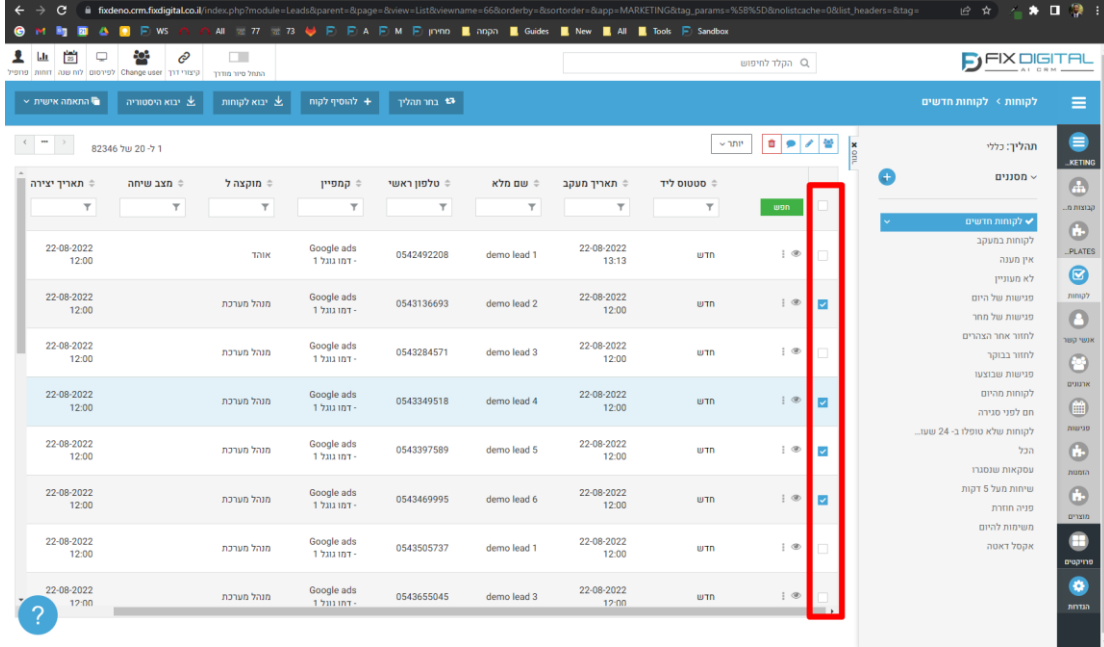 fixdeno.crm.fixdigital.co.il/index.php?module=Leads&parent=&page=&view=List&viewname=66&orderby=&sortorder=&app=MARKETING&tag_params=%5B%5D&nolistcache=0&list_headers=&tag=
WS
All
77
73
A
M
מחירון
הקמה
Guides
New
All
Tools
Sandbox
FIX DIGITAL
AI CRM
הקלד לחיפוש
התחל סיור מודרך
קיצורי דרך
Change user
לפידסום
לוח שנה
דוחות
פרופיל
לקוחות > לקוחות חדשים
בחר תהליך
+ להוסיף לקוח
יבוא לקוחות
יבוא היסטוריה
התאמה אישית
KETING...
קבוצות מ...
PLATES...
לקוחות
אנשי קשר
ארגונים
פגישות
הזמנות
מוצרים
פרויקטים
הגדרות
תהליך: כללי
מסננים
לקוחות חדשים
לקוחות במעקב
אין מענה
לא מעוניין
פגישות של היום
פגישות של מחר
לחזור אחר הצהרים
לחזור בבוקר
פגישות שבוצעו
לקוחות מהיום
חם לפני סגירה
לקוחות שלא טופלו ב- 24 שעו...
הכל
עסקאות שנסגרו
שיחות מעל 5 דקות
פניה חוזרת
משימות להיום
אקסל דאטה
יותר
1 ל- 20 של 82346
סטטוס ליד
תאריך מעקב
שם מלא
טלפון ראשי
קמפיין
מוקצה ל
מצב שיחה
תאריך יצירה
חפש
חדש 22-08-2022 13:13 demo lead 1 0542492208 Google ads - דמו גוגל 1 אוהד 22-08-2022 12:00
חדש 22-08-2022 12:00 demo lead 2 0543136693 Google ads - דמו גוגל 1 מנהל מערכת 22-08-2022 12:00
חדש 22-08-2022 12:00 demo lead 3 0543284571 Google ads - דמו גוגל 1 מנהל מערכת 22-08-2022 12:00
חדש 22-08-2022 12:00 demo lead 4 0543349518 Google ads - דמו גוגל 1 מנהל מערכת 22-08-2022 12:00
חדש 22-08-2022 12:00 demo lead 5 0543397589 Google ads - דמו גוגל 1 מנהל מערכת 22-08-2022 12:00
חדש 22-08-2022 12:00 demo lead 6 0543469995 Google ads - דמו גוגל 1 מנהל מערכת 22-08-2022 12:00
חדש 22-08-2022 12:00 demo lead 1 0543505737 Google ads - דמו גוגל 1 מנהל מערכת 22-08-2022 12:00
חדש 22-08-2022 12:00 demo lead 3 0543655045 Google ads - דמו גוגל 1 מנהל מערכת 22-08-2022 12:00
?